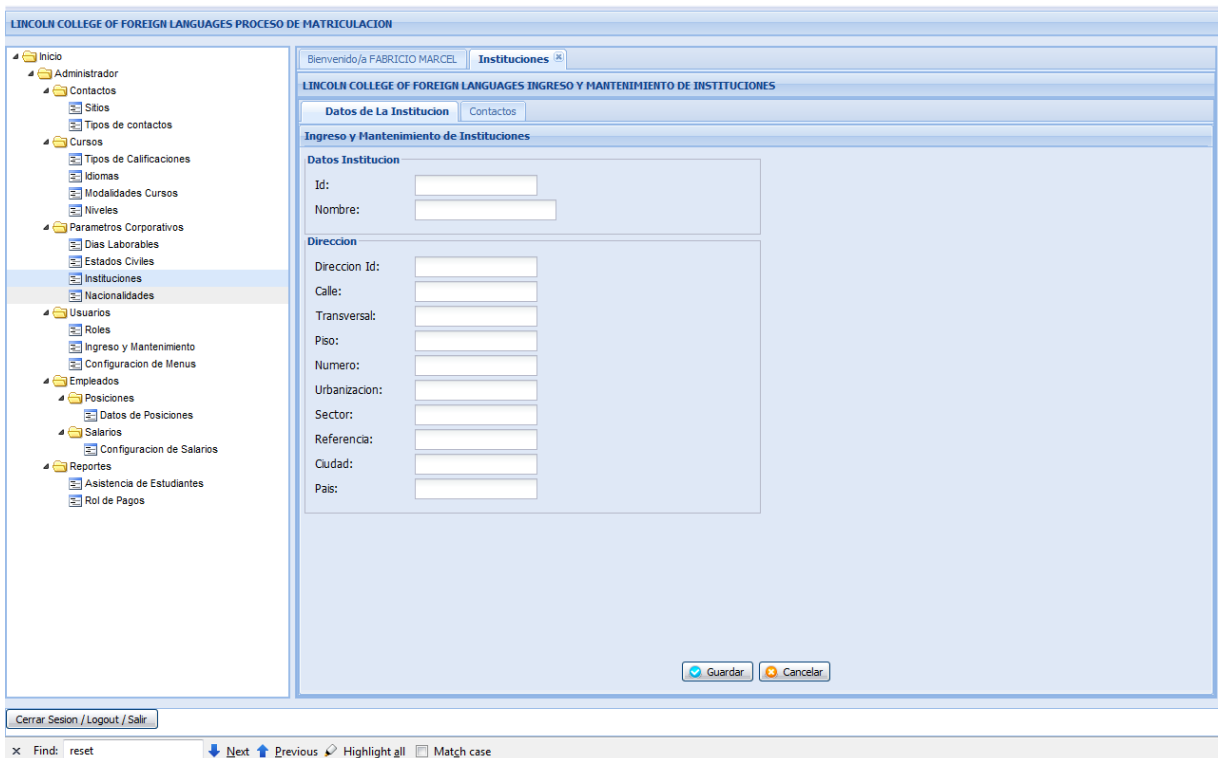 LINCOLN COLLEGE OF FOREIGN LANGUAGES PROCESO DE MATRICULACION
Inicio
Administrador
Contactos
Sitios
Tipos de contactos
Cursos
Tipos de Calificaciones
Idiomas
Modalidades Cursos
Niveles
Parametros Corporativos
Dias Laborables
Estados Civiles
Instituciones
Nacionalidades
Usuarios
Roles
Ingreso y Mantenimiento
Configuracion de Menus
Empleados
Posiciones
Datos de Posiciones
Salarios
Configuracion de Salarios
Reportes
Asistencia de Estudiantes
Rol de Pagos
Bienvenido/a FABRICIO MARCEL Instituciones
LINCOLN COLLEGE OF FOREIGN LANGUAGES INGRESO Y MANTENIMIENTO DE INSTITUCIONES
Datos de La Institucion Contactos
Ingreso y Mantenimiento de Instituciones
Datos Institucion
Id:
Nombre:
Direccion
Direccion Id:
Calle:
Transversal:
Piso:
Numero:
Urbanizacion:
Sector:
Referencia:
Ciudad:
Pais:
Guardar Cancelar
Cerrar Sesion / Logout / Salir
x Find: reset Next Previous Highlight all Match case